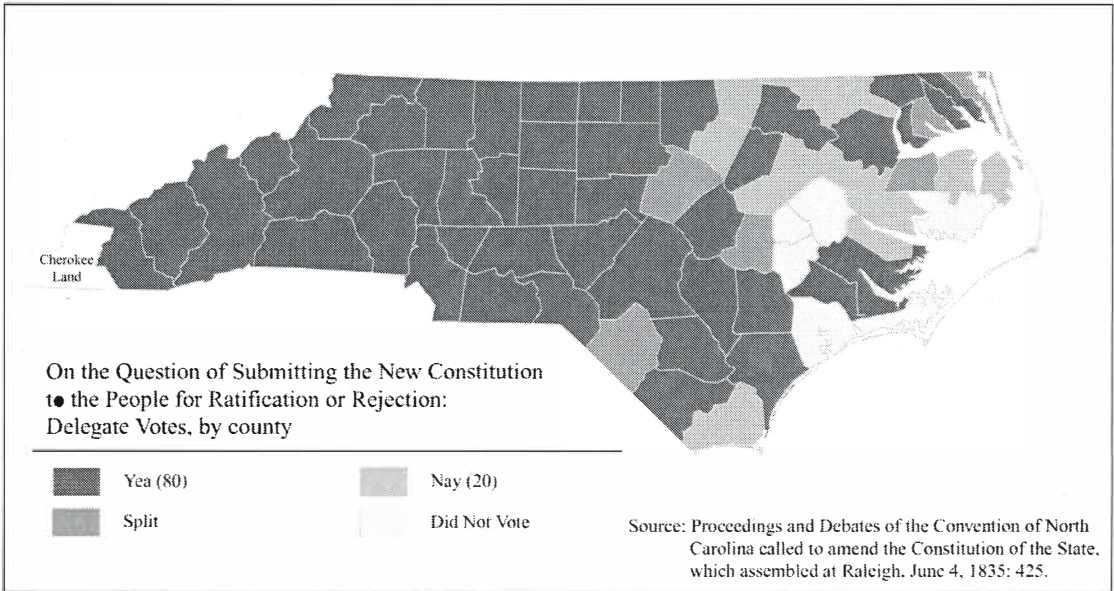 Cherokee
Land
On the Question of Submitting the New Constitution
to the People for Ratification or Rejection:
Delegate Votes, by county
Yea (80)
Nay (20)
Split
Did Not Vote
Source: Proceedings and Debates of the Convention of North
Carolina called to amend the Constitution of the State,
which assembled at Raleigh, June 4, 1835: 425.